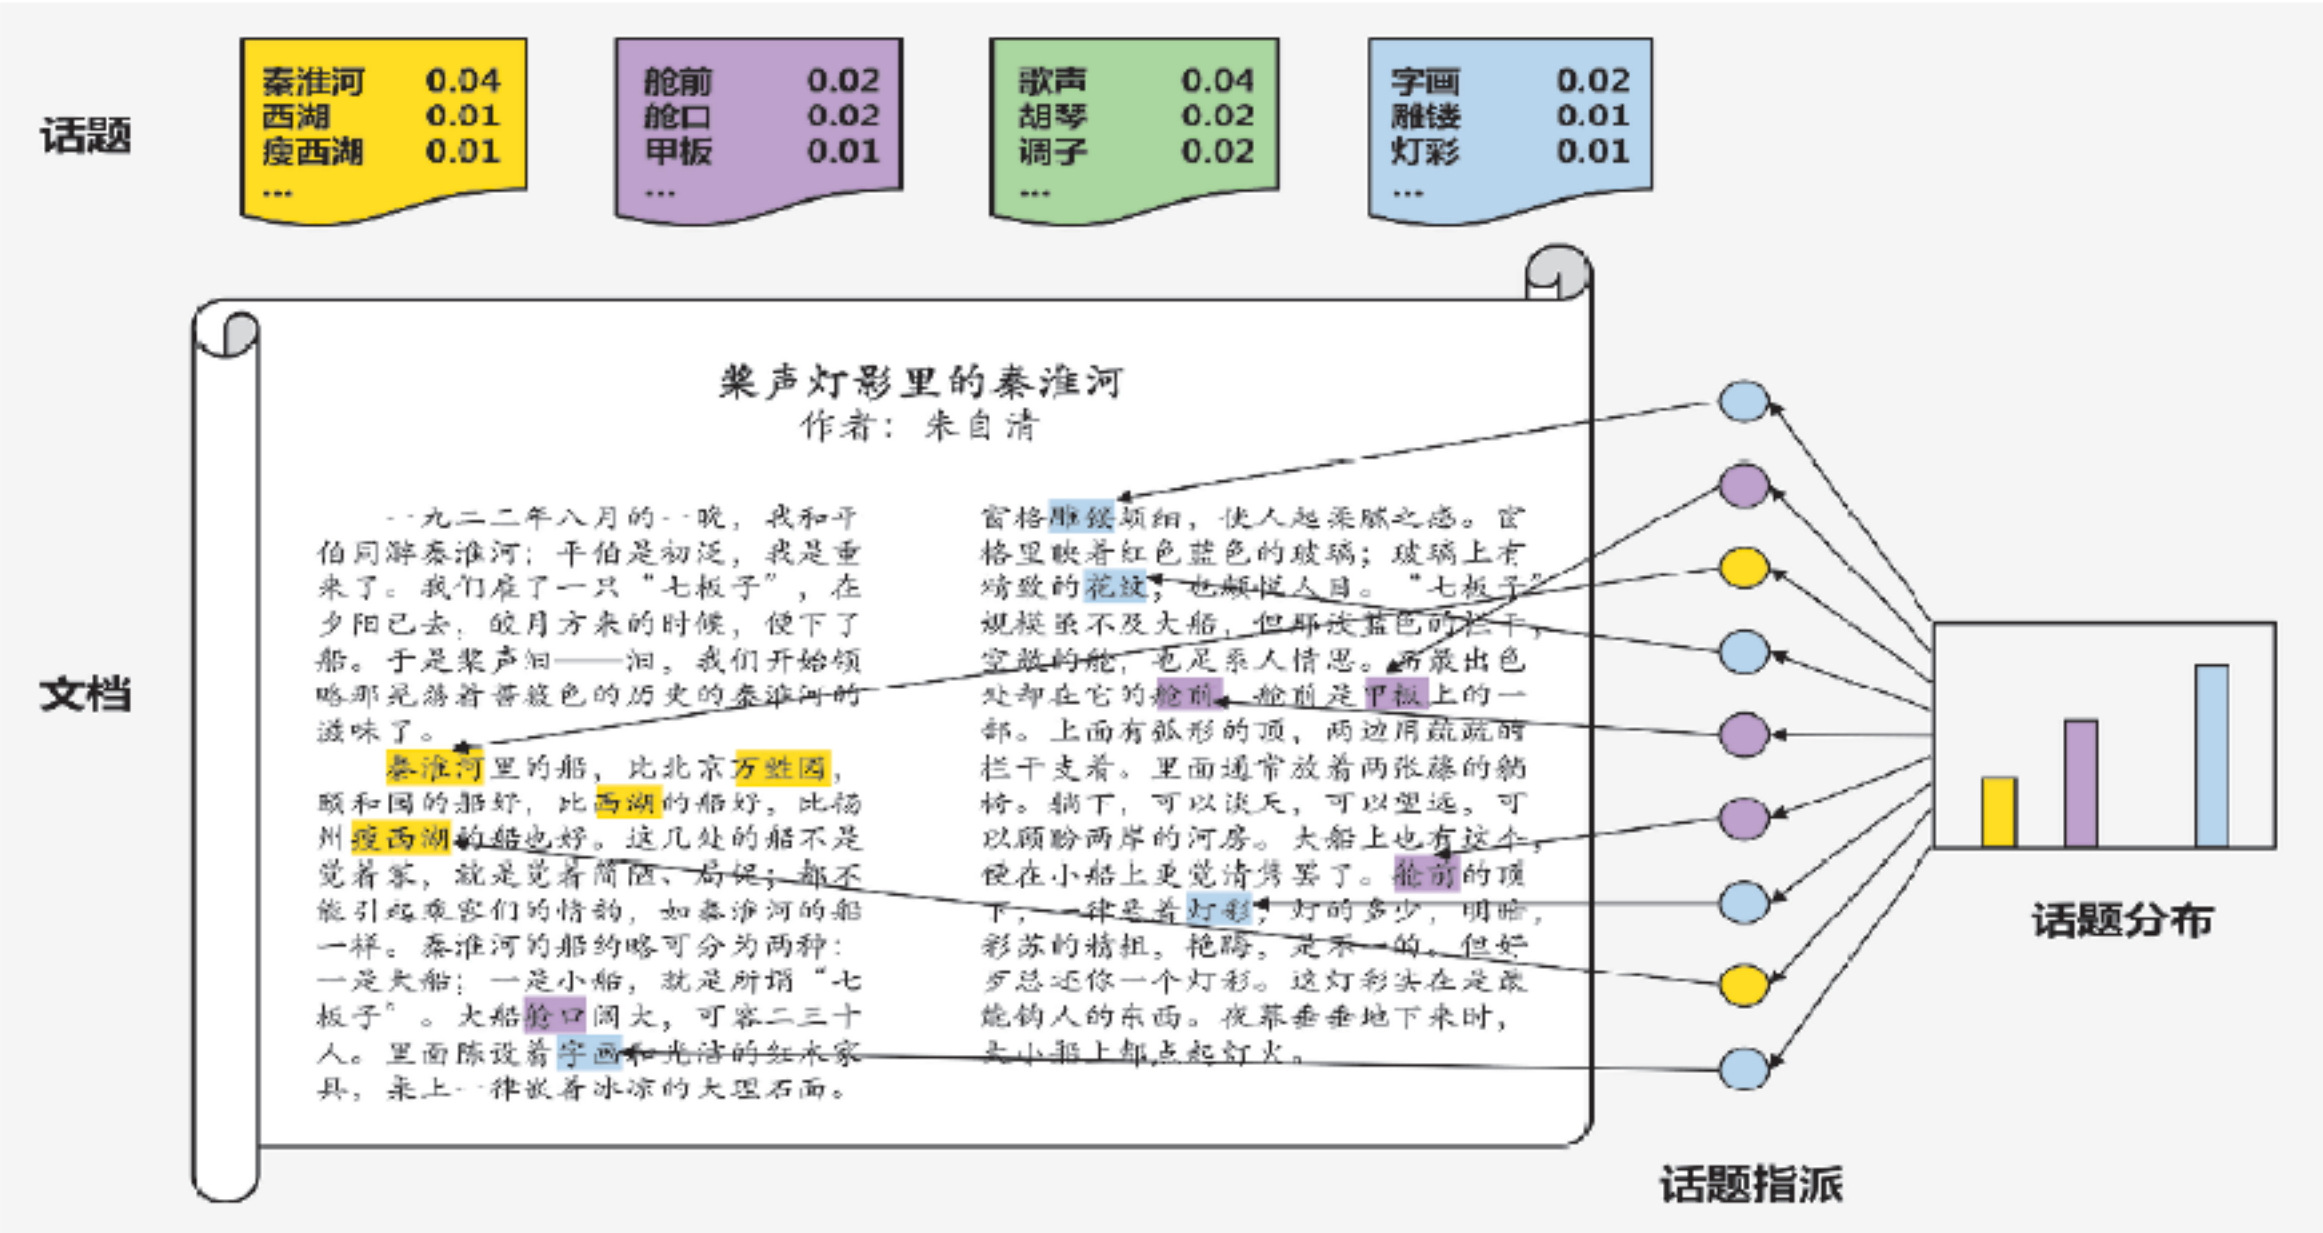 话题
秦淮河 0.04
西湖 0.01
瘦西湖 0.01
...
舱前 0.02
舱口 0.02
甲板 0.01
...
歌声 0.04
胡琴 0.02
调子 0.02
...
字画 0.02
雕镂 0.01
灯彩 0.01
...
文档
桨声灯影里的秦淮河
作者：朱自清
一九二三年八月的一晚，我和平
伯同游秦淮河；平伯是初泛，我是重
来了。我们雇了一只“七板子”，在
夕阳已去，皎月方来的时候，便下了
船。于是桨声汩——汩，我们开始领
略那晃荡着蔷薇色的历史的秦淮河的
滋味了。
秦淮河里的船，比北京万甡园，
颐和园的船好，比西湖的船好，比扬
州瘦西湖的船也好。这几处的船不是
觉着笨，就是觉着简陋、局促；都不
能引起乘客们的情韵，如秦淮河的船
一样。秦淮河的船约略可分为两种：
一是大船；一是小船，就是所谓“七
板子”。大船舱口阔大，可容二三十
人。里面陈设着字画和光洁的红木家
具，桌上一律嵌着冰凉的大理石面。
窗格雕镂颇细，使人起柔腻之感。窗
格里映着红色蓝色的玻璃；玻璃上有
精致的花纹，也颇悦人目。“七板子”
规模虽不及大船，但那淡蓝色的栏干，
空敞的舱，也足系人情思。而最出色
处却在它的舱前。舱前是甲板上的一
部。上面有弧形的顶，两边用疏疏的
栏干支着。里面通常放着两张藤的躺
椅。躺下，可以谈天，可以望远，可
以顾盼两岸的河房。大船上也有这个，
便在小船上更觉清隽罢了。舱前的顶
下，一律悬着灯彩；灯的多少，明暗，
彩苏的精粗，艳晦，是不一的。但好
歹总还你一个灯彩。这灯彩实在是最
能钩人的东西。夜幕垂垂地下来时，
大小船上都点起灯火。
话题分布
话题指派